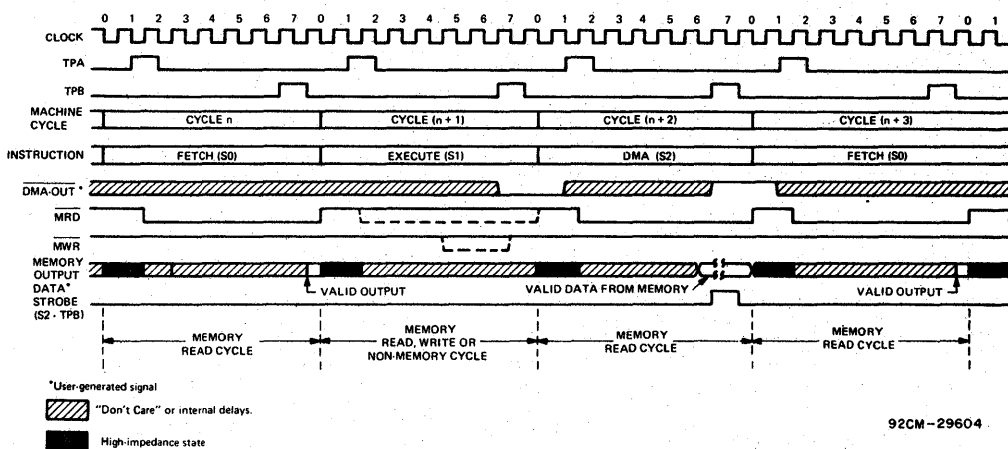 0 1 2 3 4 5 6 7 0 1 2 3 4 5 6 7 0 1 2 3 4 5 6 7 0 1 2 3 4 5 6 7 0 1
CLOCK
TPA
TPB
MACHINE CYCLE
CYCLE n
CYCLE (n + 1)
CYCLE (n + 2)
CYCLE (n + 3)
INSTRUCTION
FETCH (S0)
EXECUTE (S1)
DMA (S2)
FETCH (S0)
DMA-OUT *
MRD
MWR
MEMORY
OUTPUT
DATA*
STROBE
(S2 · TPB)
VALID OUTPUT
VALID DATA FROM MEMORY
VALID OUTPUT
MEMORY
READ CYCLE
MEMORY
READ, WRITE OR
NON-MEMORY CYCLE
MEMORY
READ CYCLE
MEMORY
READ CYCLE
*User-generated signal
"Don't Care" or internal delays.
High-impedance state
92CM-29604